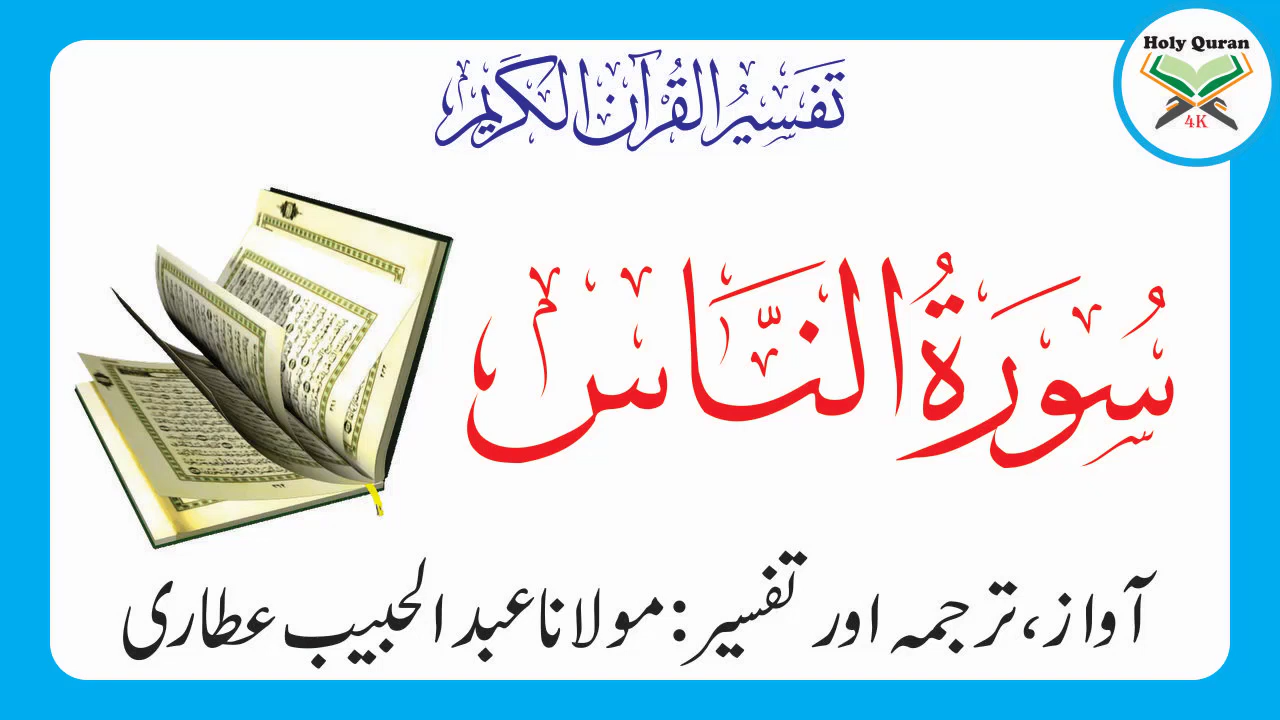 Holy Quran
4K
تفسیر القرآن الکریم
سُورَةُ النَّاس
آواز، ترجمہ اور تفسیر: مولانا عبد الحبیب عطاری